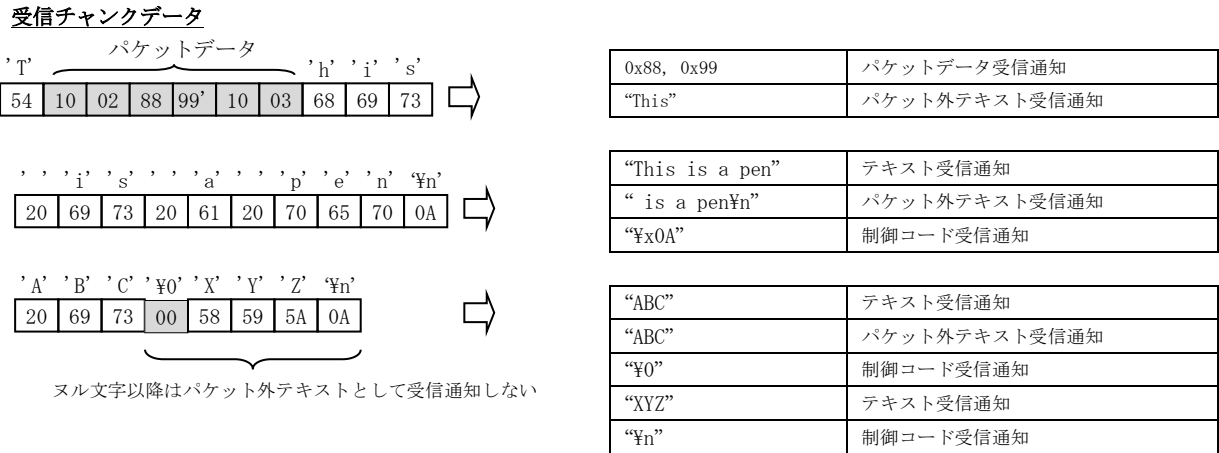 受信チャンクデータ
パケットデータ
'T' 'h' 'i' 's'
54 10 02 88 99' 10 03 68 69 73
0x88, 0x99 パケットデータ受信通知
“This” パケット外テキスト受信通知
' ' 'i' 's' ' ' 'a' ' ' 'p' 'e' 'n' ‘¥n’
20 69 73 20 61 20 70 65 70 0A
“This is a pen” テキスト受信通知
“ is a pen¥n” パケット外テキスト受信通知
“¥x0A” 制御コード受信通知
'A' 'B' 'C' '¥0' 'X' 'Y' 'Z' ‘¥n’
20 69 73 00 58 59 5A 0A
ヌル文字以降はパケット外テキストとして受信通知しない
“ABC” テキスト受信通知
“ABC” パケット外テキスト受信通知
“¥0” 制御コード受信通知
“XYZ” テキスト受信通知
“¥n” 制御コード受信通知